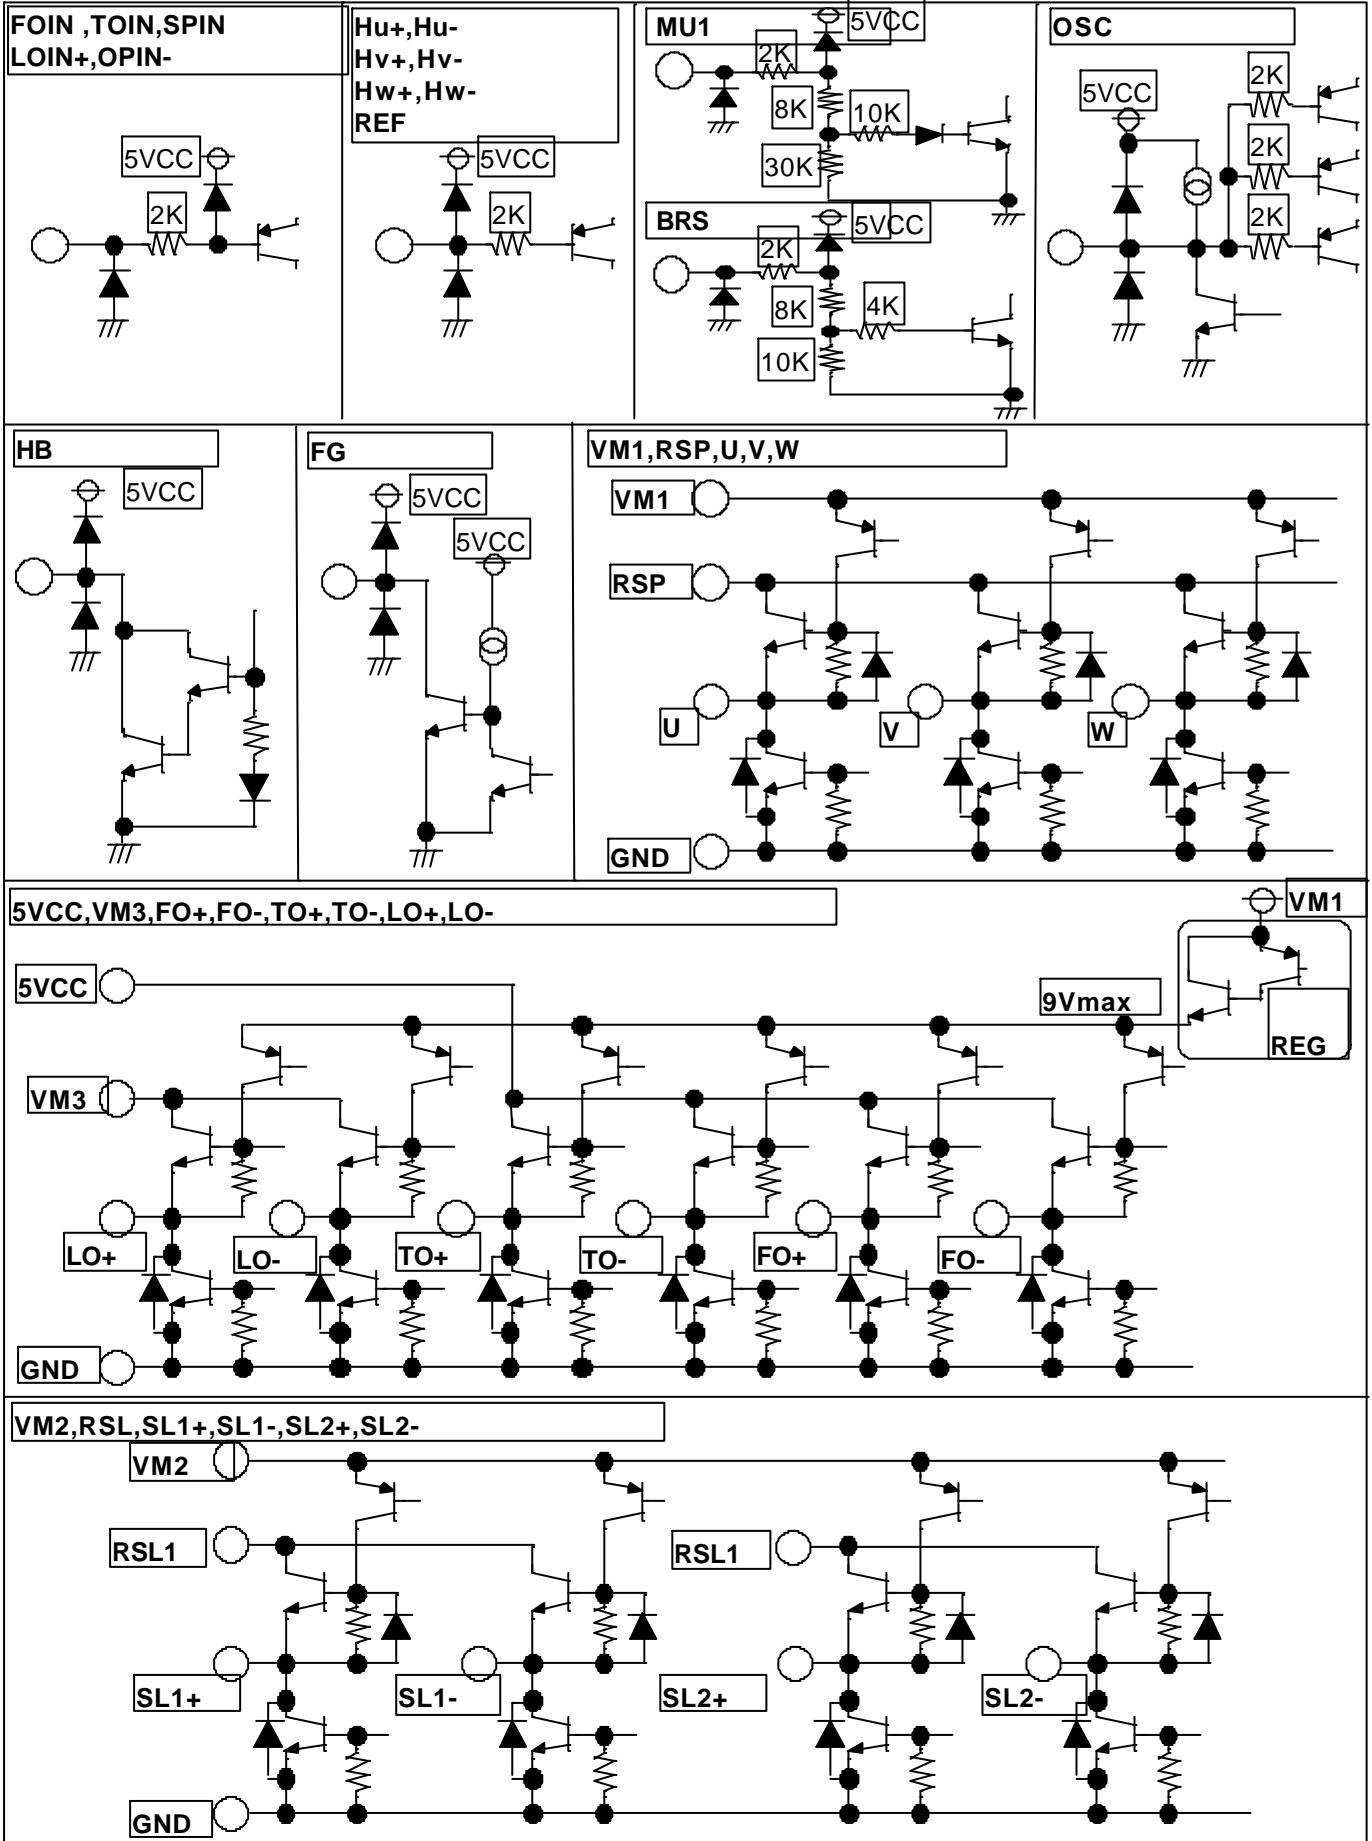 FOIN ,TOIN,SPIN
LOIN+,OPIN-
5VCC
2K
Hu+,Hu-
Hv+,Hv-
Hw+,Hw-
REF
5VCC
2K
MU1
5VCC
2K
8K
10K
30K
BRS
5VCC
2K
8K
4K
10K
OSC
5VCC
2K
2K
2K
HB
5VCC
FG
5VCC
5VCC
VM1,RSP,U,V,W
VM1
RSP
U
V
W
GND
5VCC,VM3,FO+,FO-,TO+,TO-,LO+,LO-
VM1
5VCC
9Vmax
REG
VM3
LO+
LO-
TO+
TO-
FO+
FO-
GND
VM2,RSL,SL1+,SL1-,SL2+,SL2-
VM2
RSL1
RSL1
SL1+
SL1-
SL2+
SL2-
GND